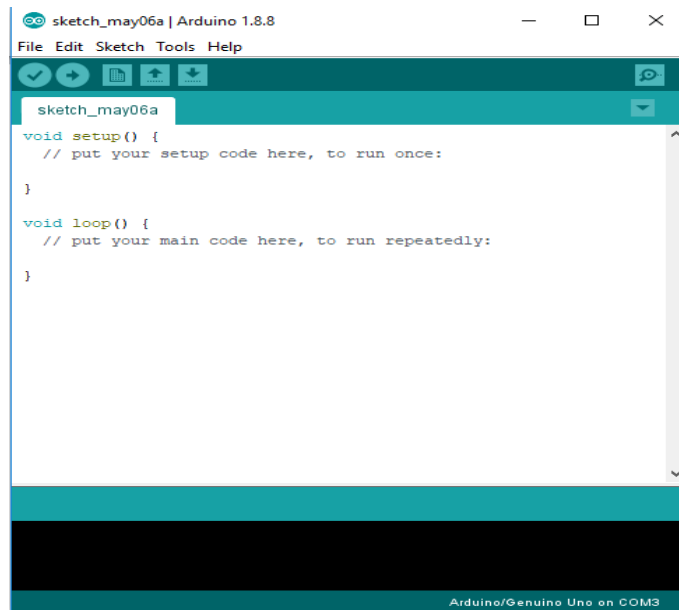 sketch_may06a | Arduino 1.8.8
File Edit Sketch Tools Help
sketch_may06a
void setup() {
  // put your setup code here, to run once:
}
void loop() {
  // put your main code here, to run repeatedly:
}
Arduino/Genuino Uno on COM3